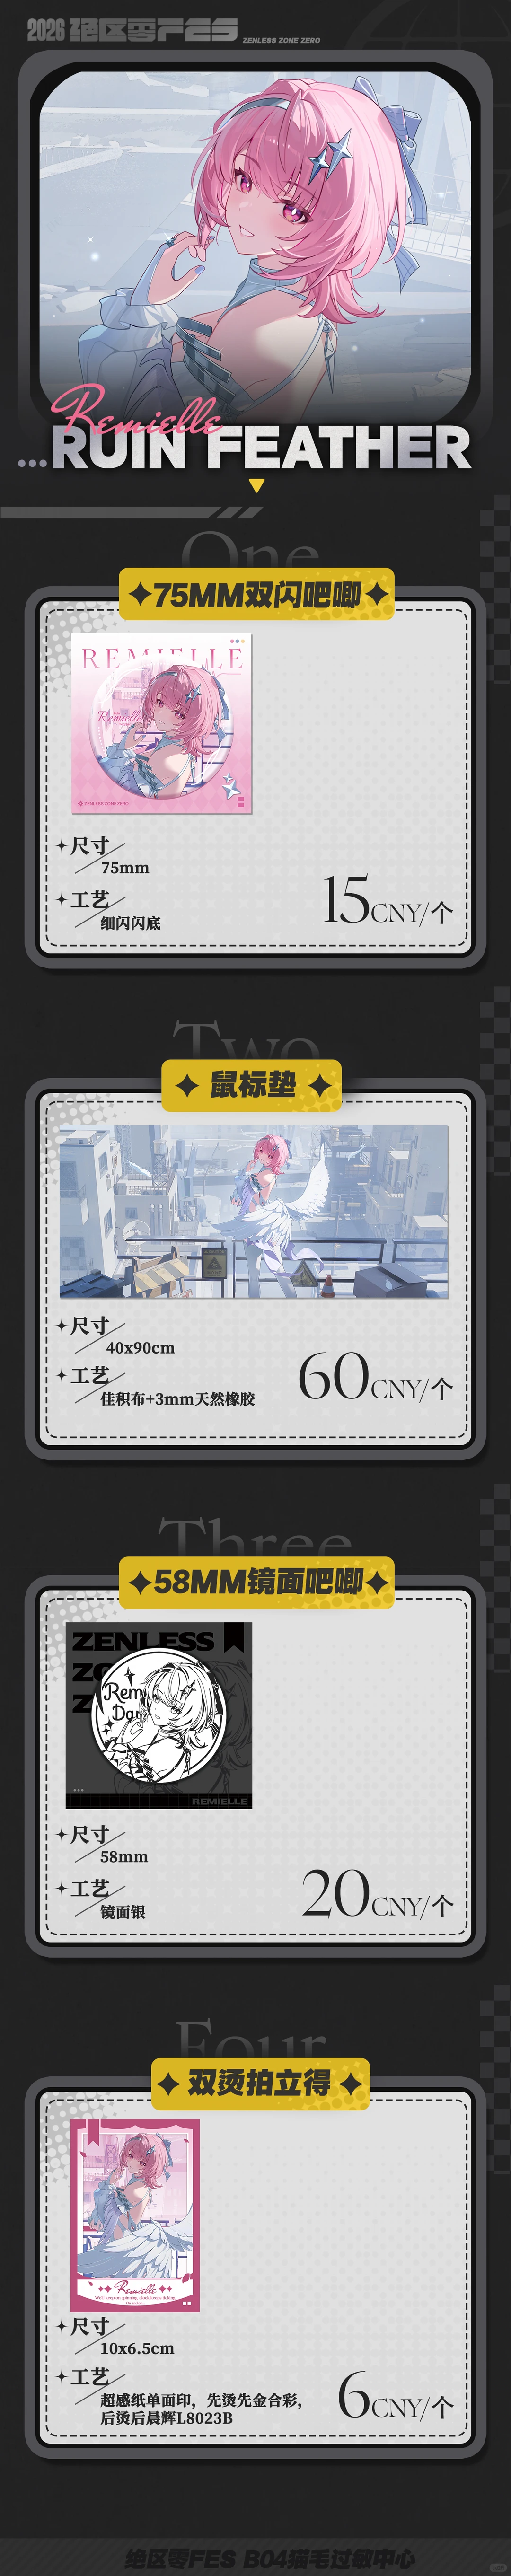 2026 绝区零FES
ZENLESS ZONE ZERO
Remielle
RUIN FEATHER
One
75MM双闪吧唧
REMIELLE
Remielle
ZENLESS ZONE ZERO
尺寸
75mm
工艺
细闪闪底
15CNY/个
Two
鼠标垫
尺寸
40x90cm
工艺
佳积布+3mm天然橡胶
60CNY/个
Three
58MM镜面吧唧
ZENLESS
REMIELLE
尺寸
58mm
工艺
镜面银
20CNY/个
Four
双烫拍立得
Remielle
尺寸
10x6.5cm
工艺
超感纸单面印，先烫先金合彩，
后烫后晨辉L8023B
6CNY/个
绝区零FES B04猫毛过敏中心